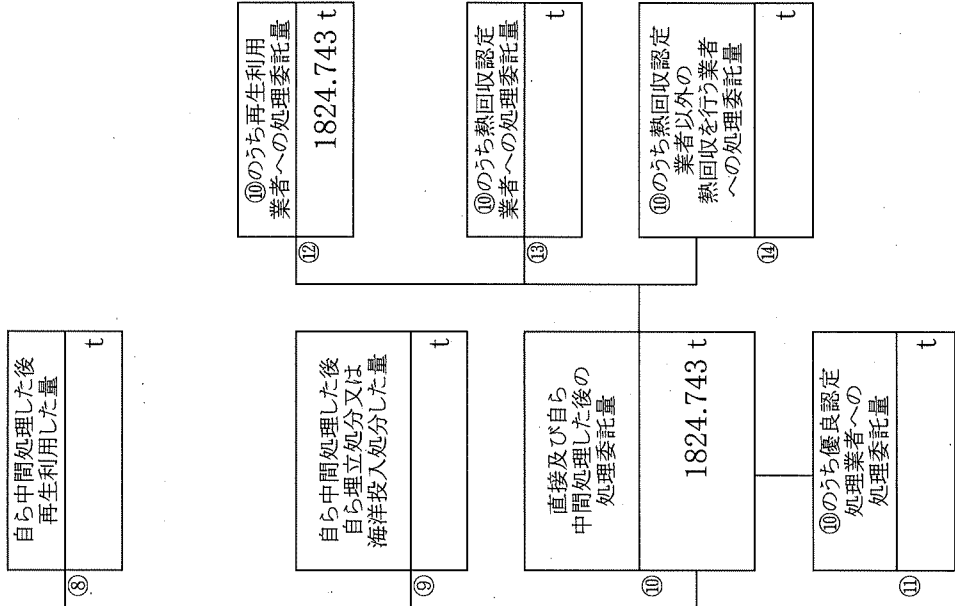 ⑧
自ら中間処理した後
再生利用した量
t
⑨
自ら中間処理した後
自ら埋立処分又は
海洋投入処分した量
t
⑩
直接及び自ら
中間処理した後の
処理委託量
1824.743 t
⑪
⑩のうち優良認定
処理業者への
処理委託量
t
⑫
⑩のうち再生利用
業者への処理委託量
1824.743 t
⑬
⑩のうち熱回収認定
業者への処理委託量
t
⑭
⑩のうち熱回収認定
業者以外の
熱回収を行う業者
への処理委託量
t